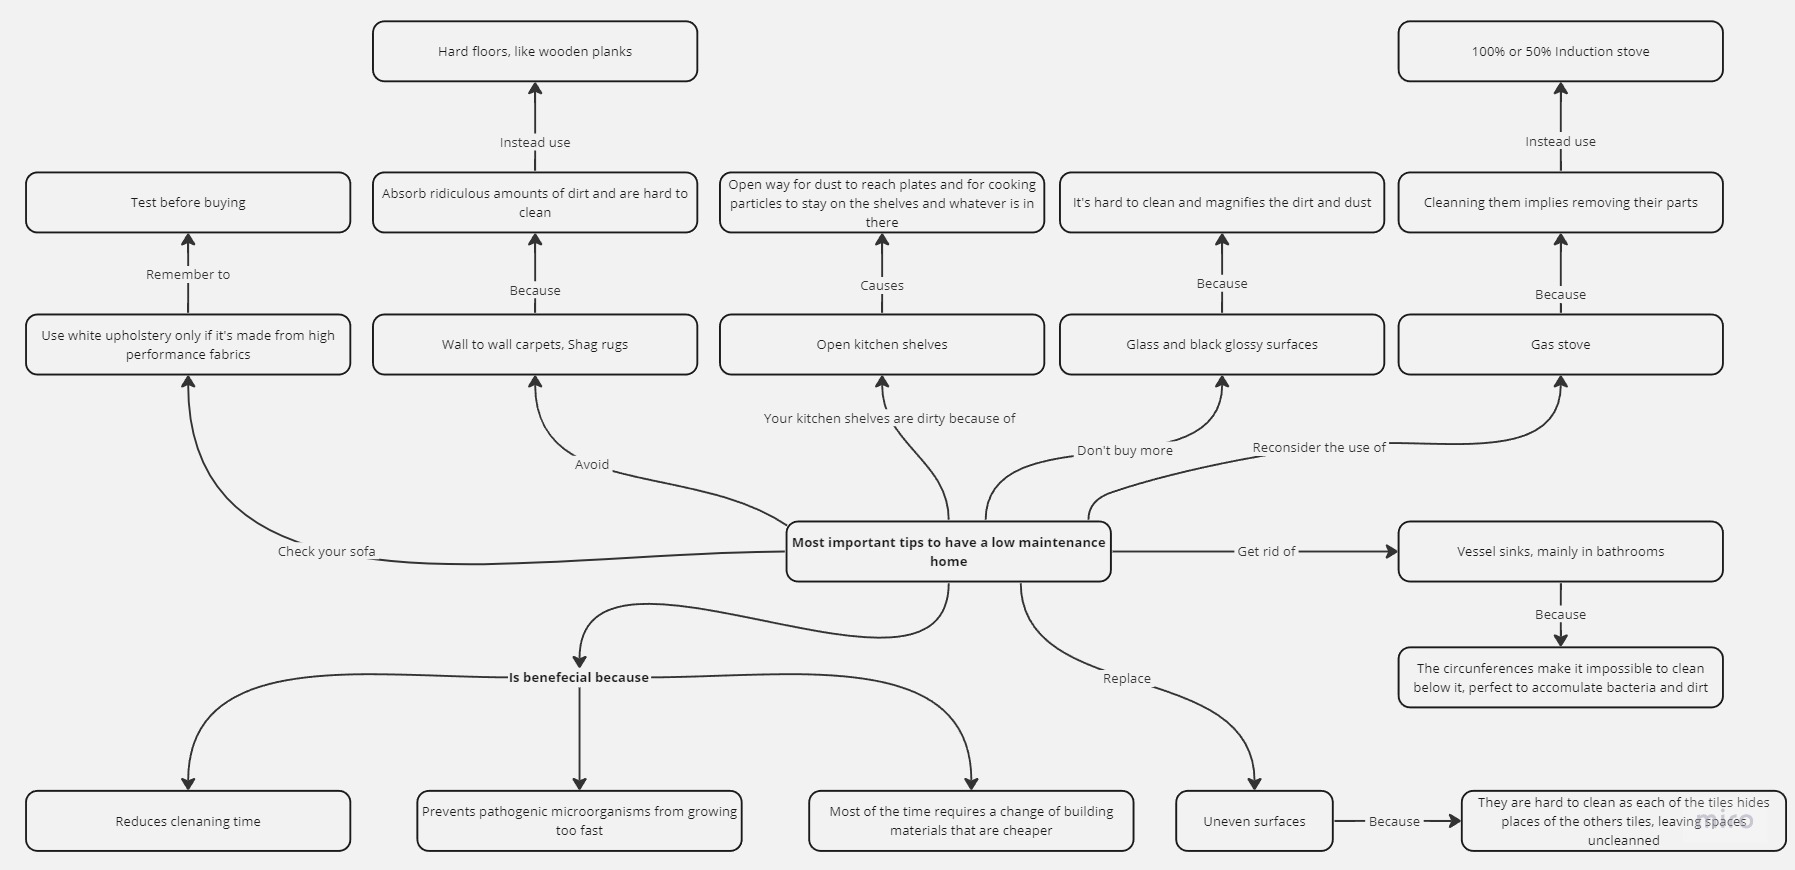 Hard floors, like wooden planks
100% or 50% Induction stove
Instead use
Instead use
Test before buying
Absorb ridiculous amounts of dirt and are hard to
clean
Open way for dust to reach plates and for cooking
particles to stay on the shelves and whatever is in
there
It's hard to clean and magnifies the dirt and dust
Cleanning them implies removing their parts
Remember to
Because
Causes
Because
Because
Use white upholstery only if it's made from high
performance fabrics
Wall to wall carpets, Shag rugs
Open kitchen shelves
Glass and black glossy surfaces
Gas stove
Your kitchen shelves are dirty because of
Avoid
Don't buy more
Reconsider the use of
Check your sofa
Most important tips to have a low maintenance
home
Get rid of
Vessel sinks, mainly in bathrooms
Because
The circunferences make it impossible to clean
below it, perfect to accomulate bacteria and dirt
Is benefecial because
Replace
Reduces clenaning time
Prevents pathogenic microorganisms from growing
too fast
Most of the time requires a change of building
materials that are cheaper
Uneven surfaces
Because
They are hard to clean as each of the tiles hides
places of the others tiles, leaving spaces
uncleanned
miro